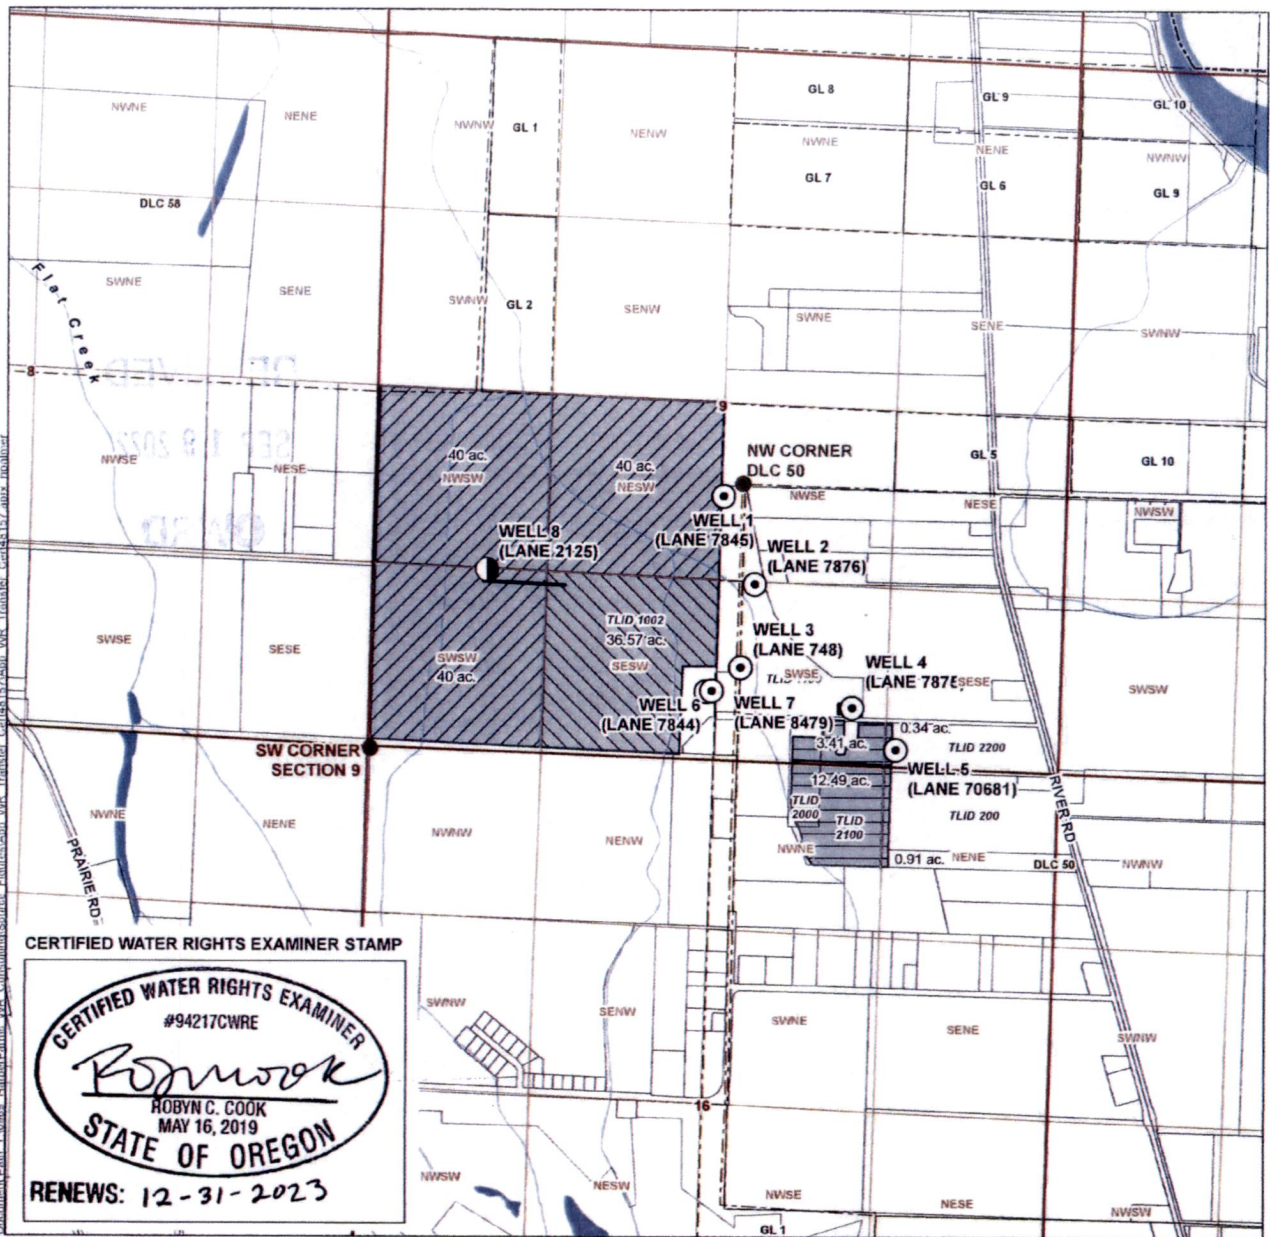 GL 8
GL 9
GL 10
NWNE
NENE
NWNW
GL 1
NENW
NWNE
NENE
NWNW
GL 7
GL 6
GL 9
DLC 58
Flat Creek
SWNE
SENE
SWNW
GL 2
SENW
SWNE
SENE
SWNW
8
9
NW CORNER
DLC 50
GL 5
GL 10
40 ac.
NWSW
40 ac.
NESW
NWSE
NESE
NWSE
NESE
NWSW
WELL 1
(LANE 7845)
WELL 8
(LANE 2125)
WELL 2
(LANE 7876)
TLID 1002
36.57 ac.
SESW
WELL 3
(LANE 748)
SWSE
SESE
SWSW
40 ac.
SWSE
TLID
WELL 4
(LANE 7875
SESE
SWSW
WELL 6
(LANE 7844)
WELL 7
(LANE 8479)
0.34 ac.
3.41 ac.
TLID 2200
SW CORNER
SECTION 9
WELL 5
(LANE 70681)
12.49 ac.
TLID
2000
TLID
2100
TLID 200
RIVER RD
NWNE
NENE
PRAIRIE RD
NWNW
NENW
NWNE
0.91 ac.
NENE
DLC 50
NWNW
CERTIFIED WATER RIGHTS EXAMINER STAMP
CERTIFIED WATER RIGHTS EXAMINER
#94217CWRE
ROBYN C. COOK
MAY 16, 2019
STATE OF OREGON
RENEWS: 12-31-2023
SWNW
SENW
SWNE
SENE
SWNW
16
NWSW
NESW
NWSE
NESE
NWSW
GL 1